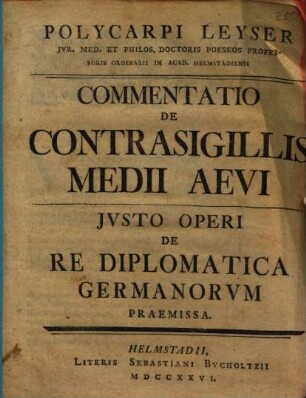 POLYCARPI LEYSER
JVR. MED. ET PHILOS. DOCTORIS POESEOS PROFES-
SORIS ORDINARII IN ACAD. HELMSTADIENSI
COMMENTATIO
DE
CONTRASIGILLIS
MEDII AEVI
JVSTO OPERI
DE
RE DIPLOMATICA
GERMANORVM
PRAEMISSA.
HELMSTADII,
LITERIS SEBASTIANI BVCHOLTZII
MDCCXXVI.